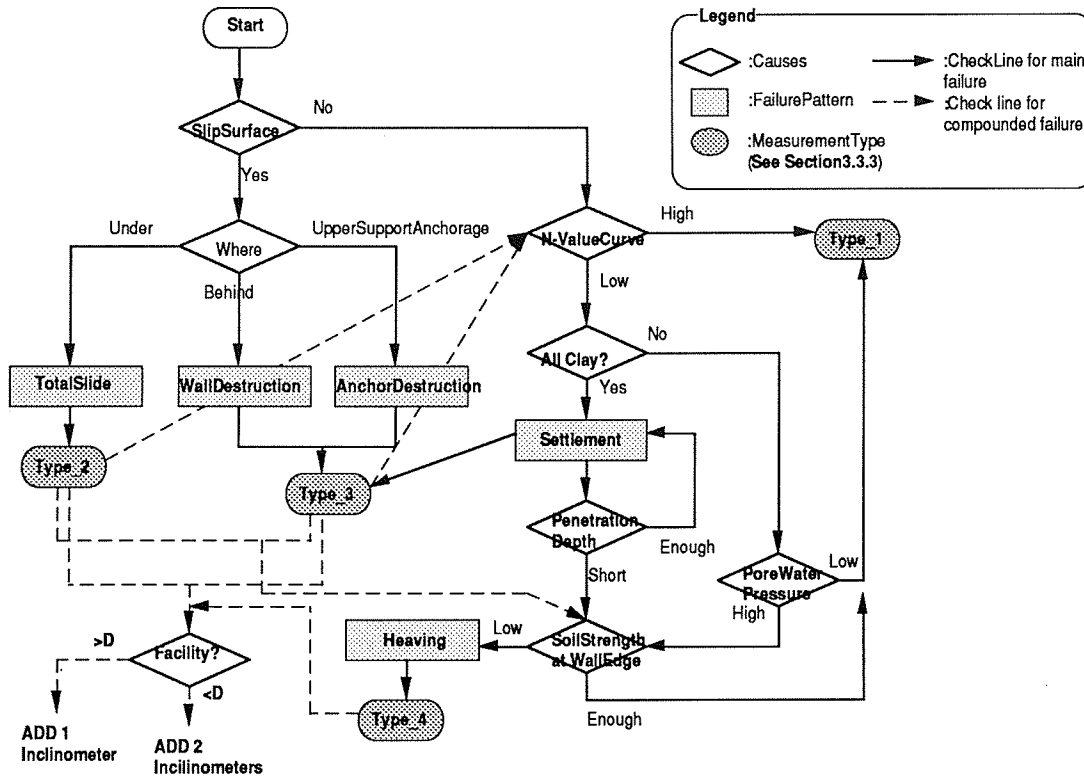 Start
Legend
:Causes
:CheckLine for main
failure
:FailurePattern
:Check line for
compounded failure
:MeasurementType
(See Section3.3.3)
SlipSurface
No
Yes
Under
Where
UpperSupportAnchorage
Behind
N-ValueCurve
High
Type_1
Low
All Clay?
No
Yes
TotalSlide
WallDestruction
AnchorDestruction
Settlement
Type_2
Type_3
Penetration
Depth
Enough
Short
PoreWater
Pressure
Low
High
Heaving
Low
SoilStrength
at WallEdge
Enough
Type_4
>D
Facility?
<D
ADD 1
Inclinometer
ADD 2
Incilinometers